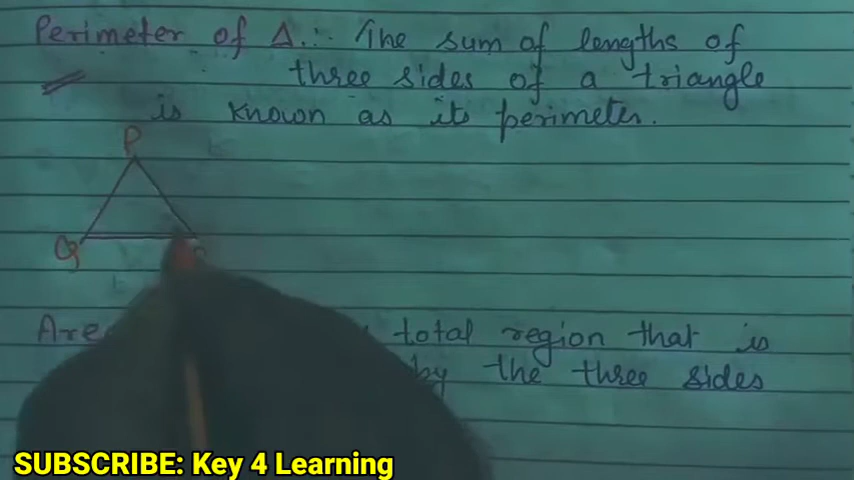 Perimeter of Δ :- The sum of lengths of
three sides of a triangle
is known as its perimeter.
P
Q
total region that is
by the three sides
SUBSCRIBE: Key 4 Learning